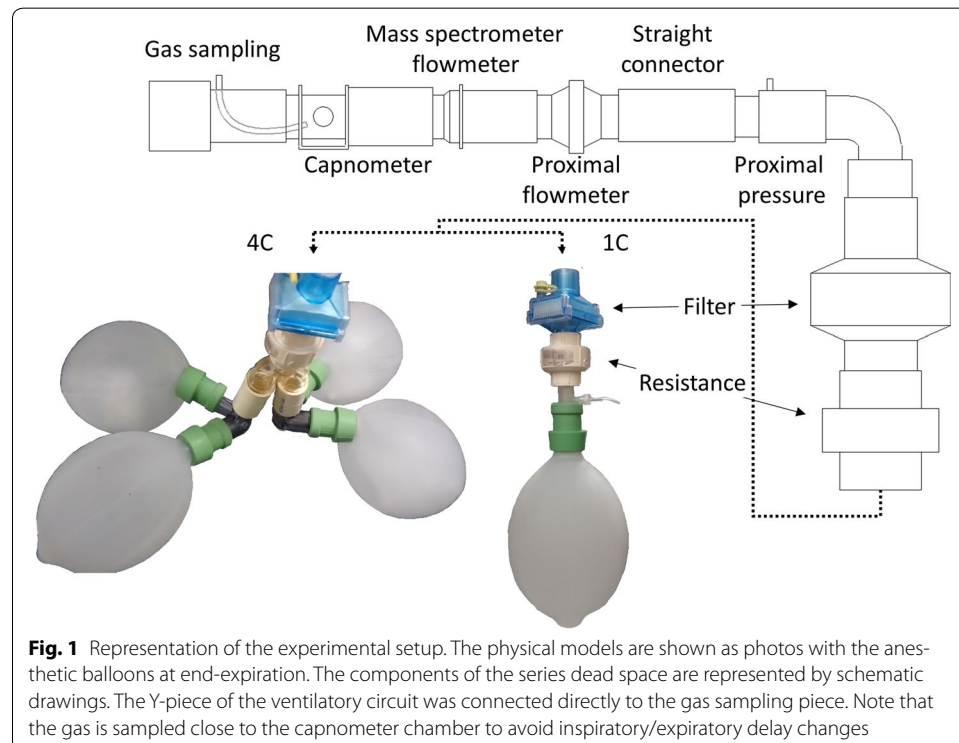 Gas sampling
Mass spectrometer
flowmeter
Straight
connector
Capnometer
Proximal
flowmeter
Proximal
pressure
4C
1C
Filter
Resistance
Fig. 1 Representation of the experimental setup. The physical models are shown as photos with the anes-
thetic balloons at end-expiration. The components of the series dead space are represented by schematic
drawings. The Y-piece of the ventilatory circuit was connected directly to the gas sampling piece. Note that
the gas is sampled close to the capnometer chamber to avoid inspiratory/expiratory delay changes